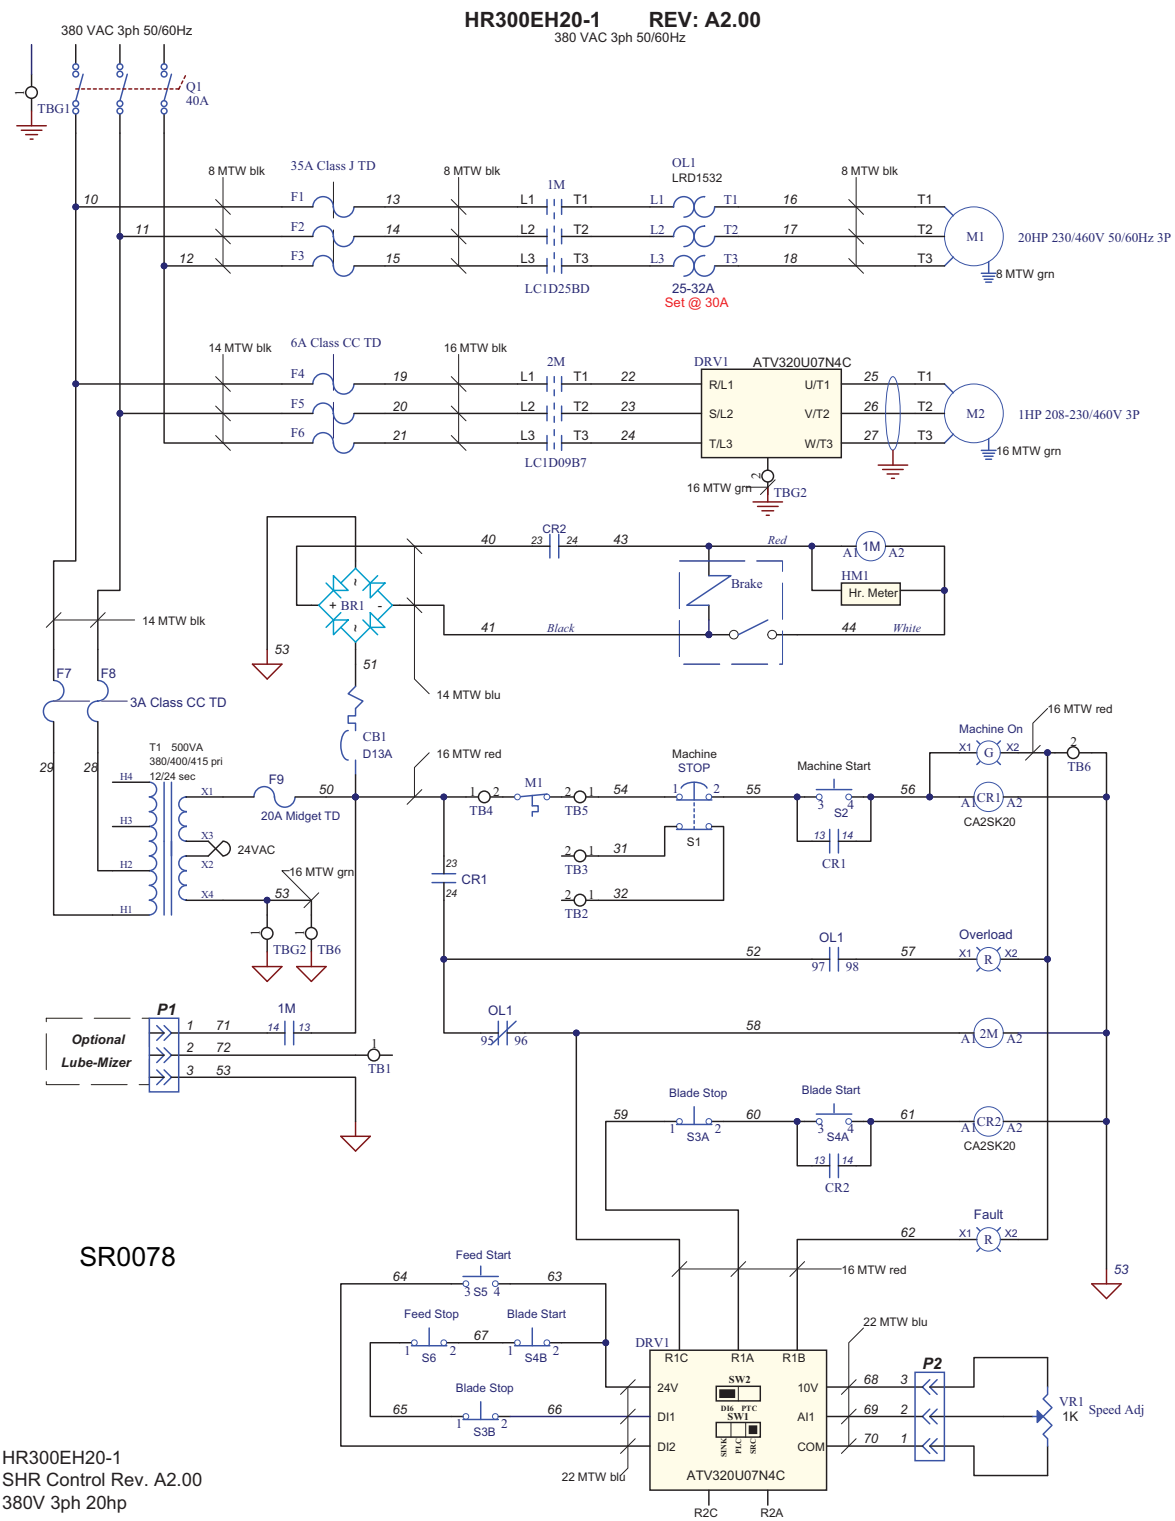 HR300EH20-1 REV: A2.00
380 VAC 3ph 50/60Hz
380 VAC 3ph 50/60Hz
1
TBG1
Q1
40A
8 MTW blk
35A Class J TD
8 MTW blk
OL1
LRD1532
8 MTW blk
1M
10 F1 13 L1 T1 L1 T1 16 T1
11 F2 14 L2 T2 L2 T2 17 T2
M1
20HP 230/460V 50/60Hz 3P
12 F3 15 L3 T3 L3 T3 18 T3
8 MTW grn
LC1D25BD
25-32A
Set @ 30A
14 MTW blk
6A Class CC TD
16 MTW blk
2M
DRV1 ATV320U07N4C
F4 19 L1 T1 22 R/L1 U/T1 25 T1
F5 20 L2 T2 23 S/L2 V/T2 26 T2
M2
1HP 208-230/460V 3P
F6 21 L3 T3 24 T/L3 W/T3 27 T3
16 MTW grn
LC1D09B7
2
16 MTW grn
TBG2
CR2
40 23 24 43 Red
A1 1M A2
HM1
Hr. Meter
Brake
+ BR1 -
~
~
41 Black 44 White
14 MTW blk
53
51
14 MTW blu
F7 F8
3A Class CC TD
CB1
D13A
16 MTW red
T1 500VA
380/400/415 pri
12/24 sec
29 28
H4
H3
H2
H1
X1
X3
X2
X4
F9
20A Midget TD
50
24VAC
16 MTW grn
53
1 1
TBG2 TB6
1 2
TB4
M1
2 1
TB5
54
Machine
STOP
1 2
S1
55
Machine Start
3 4
S2
13 14
CR1
56
Machine On
X1 G X2
16 MTW red
2
TB6
A1 CR1 A2
CA2SK20
2 1 31
TB3
2 1 32
TB2
23
CR1
24
52
OL1
97 98
57
Overload
X1 R X2
P1
Optional
Lube-Mizer
1 71
1M
14 13
2 72
1
TB1
3 53
OL1
95 96
58
A1 2M A2
59
Blade Stop
1 2
S3A
60
Blade Start
3 4
S4A
13 14
CR2
61
A1 CR2 A2
CA2SK20
62
Fault
X1 R X2
16 MTW red
53
SR0078
64
Feed Start
3 S5 4
63
Feed Stop
1 2
S6
67
Blade Start
1 2
S4B
65
Blade Stop
1 2
S3B
66
22 MTW blu
DRV1
R1C R1A R1B
24V
DI1
DI2
SW2
DI6 PTC
SW1
SINK
PLC
SRC
10V
AI1
COM
ATV320U07N4C
R2C R2A
22 MTW blu
P2
68 3
69 2
70 1
VR1
1K
Speed Adj
HR300EH20-1
SHR Control Rev. A2.00
380V 3ph 20hp